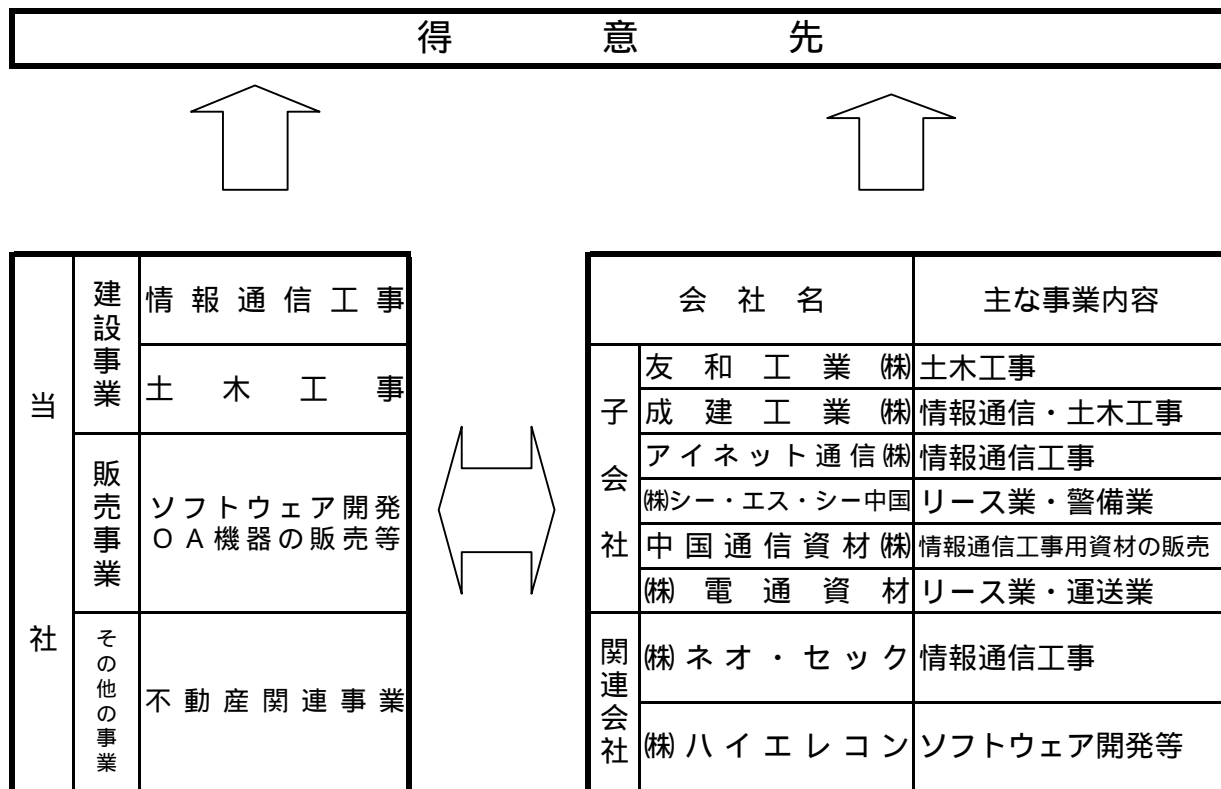 得意先
当社
建設事業
情報通信工事
土木工事
販売事業
ソフトウェア開発
ＯＡ機器の販売等
その他の事業
不動産関連事業
会社名 主な事業内容
子会社
友和工業㈱ 土木工事
成建工業㈱ 情報通信・土木工事
アイネット通信㈱ 情報通信工事
㈱シー・エス・シー中国 リース業・警備業
中国通信資材㈱ 情報通信工事用資材の販売
㈱電通資材 リース業・運送業
関連会社
㈱ネオ・セック 情報通信工事
㈱ハイエレコン ソフトウェア開発等